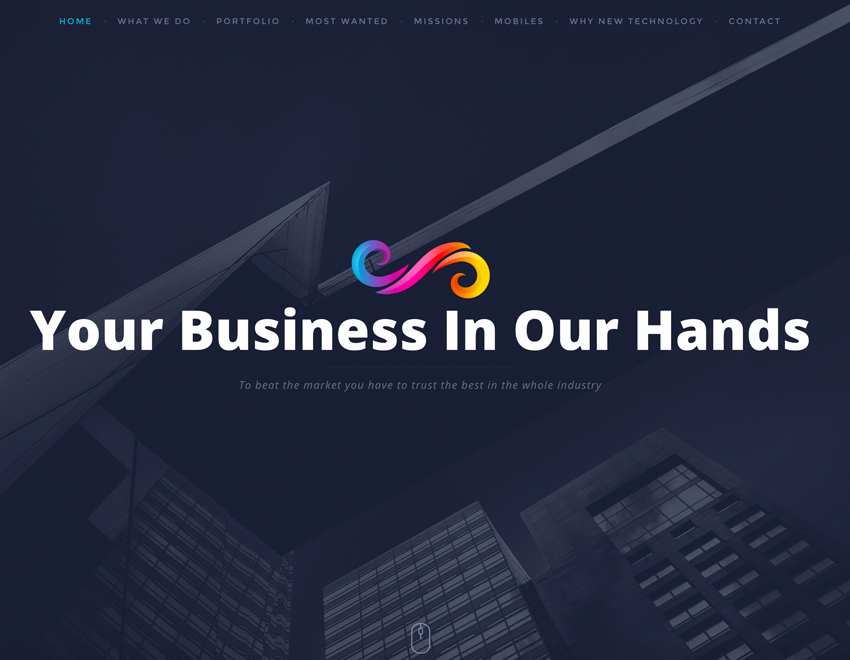 HOME · WHAT WE DO · PORTFOLIO · MOST WANTED · MISSIONS · MOBILES · WHY NEW TECHNOLOGY · CONTACT
Your Business In Our Hands
To beat the market you have to trust the best in the whole industry